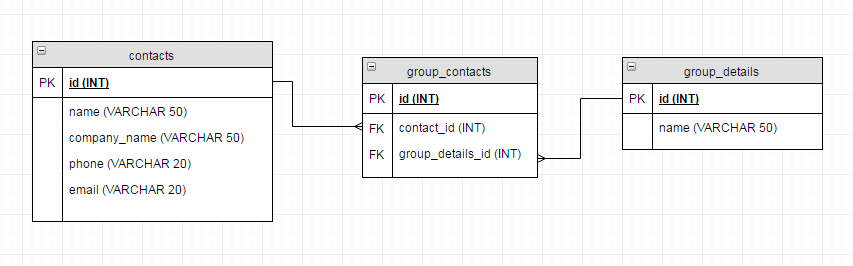 contacts
PK id (INT)
name (VARCHAR 50)
company_name (VARCHAR 50)
phone (VARCHAR 20)
email (VARCHAR 20)
group_contacts
PK id (INT)
FK contact_id (INT)
FK group_details_id (INT)
group_details
PK id (INT)
name (VARCHAR 50)